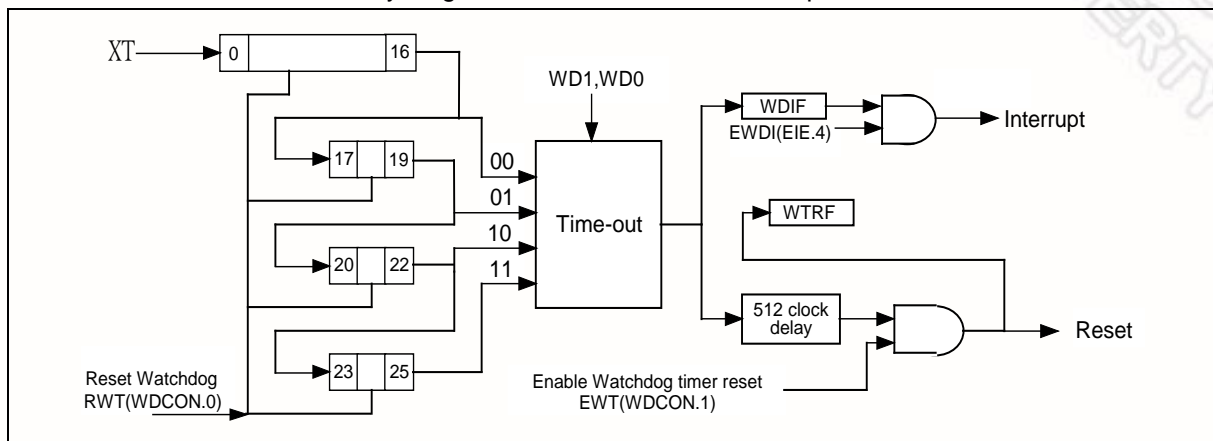 XT
0
16
WD1,WD0
WDIF
EWDI(EIE.4)
Interrupt
17
19
00
01
10
11
Time-out
WTRF
20
22
512 clock
delay
Reset
23
25
Reset Watchdog
RWT(WDCON.0)
Enable Watchdog timer reset
EWT(WDCON.1)
ERTY